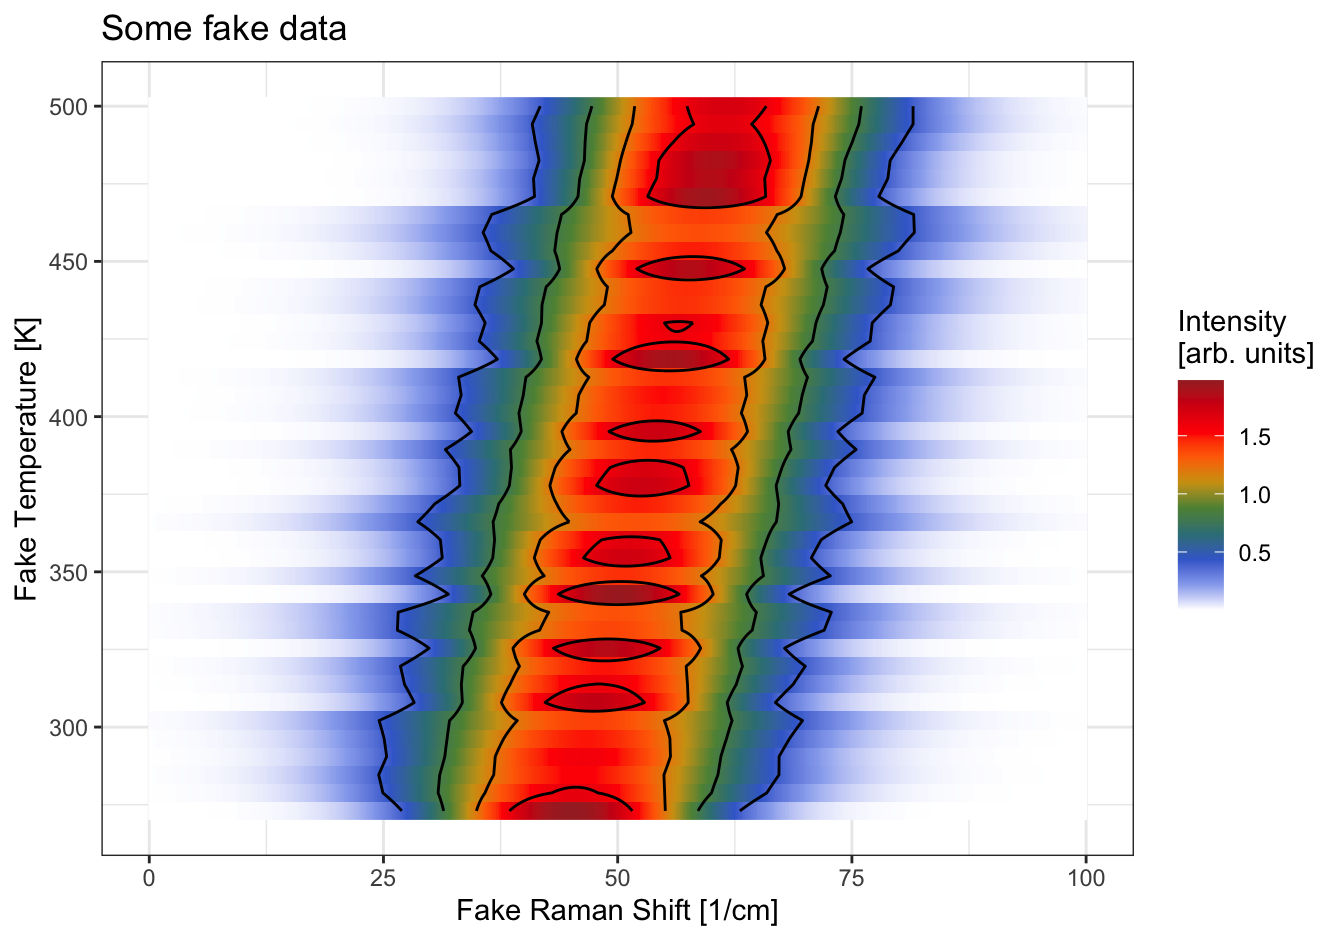 Some fake data
500
450
400
350
300
Fake Temperature [K]
0
25
50
75
100
Fake Raman Shift [1/cm]
Intensity
[arb. units]
1.5
1.0
0.5